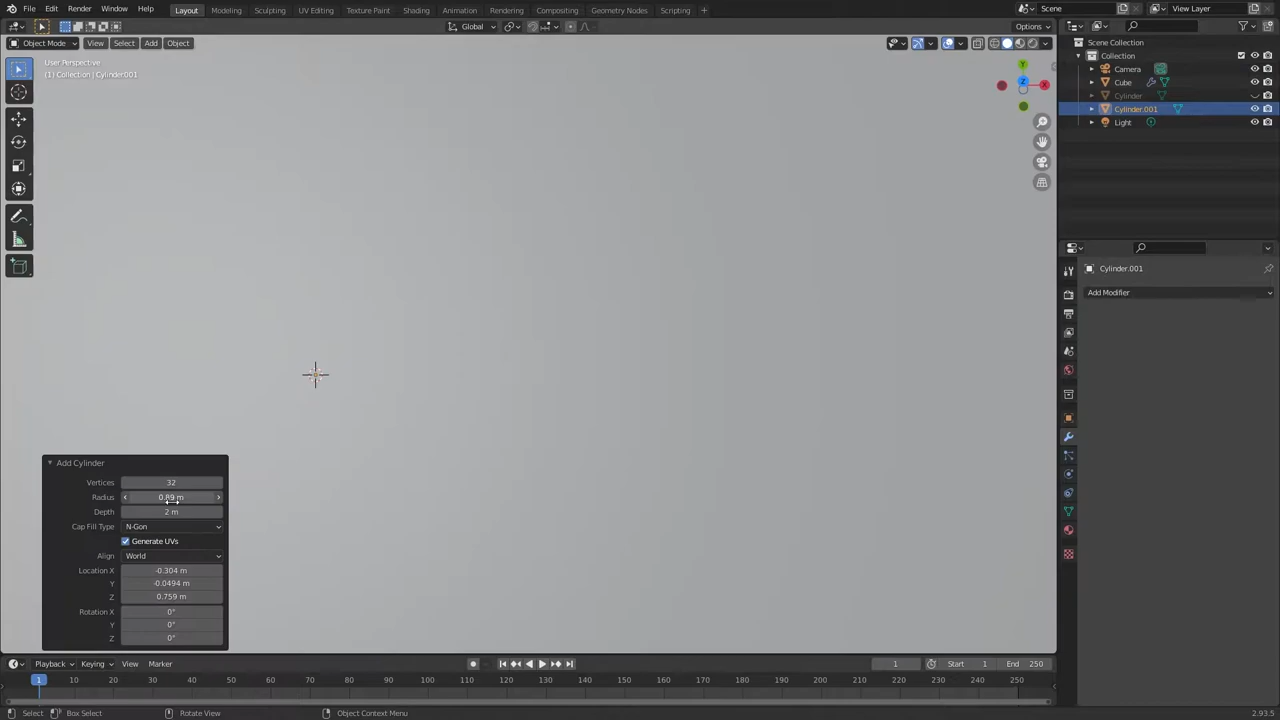 File Edit Render Window Help Layout Modeling Sculpting UV Editing Texture Paint Shading Animation Rendering Compositing Geometry Nodes Scripting + Scene View Layer
Global Options
Object Mode View Select Add Object
User Perspective
(1) Collection | Cylinder.001
Y
Z
X
Scene Collection
Collection
Camera
Cube
Cylinder
Cylinder.001
Light
Cylinder.001
Add Modifier
Add Cylinder
Vertices 32
Radius 0.89 m
Depth 2 m
Cap Fill Type N-Gon
Generate UVs
Align World
Location X -0.304 m
Y -0.0494 m
Z 0.759 m
Rotation X 0°
Y 0°
Z 0°
Playback Keying View Marker 1 Start 1 End 250
1 10 20 30 40 50 60 70 80 90 100 110 120 130 140 150 160 170 180 190 200 210 220 230 240 250
Select Box Select Rotate View Object Context Menu 2.93.5